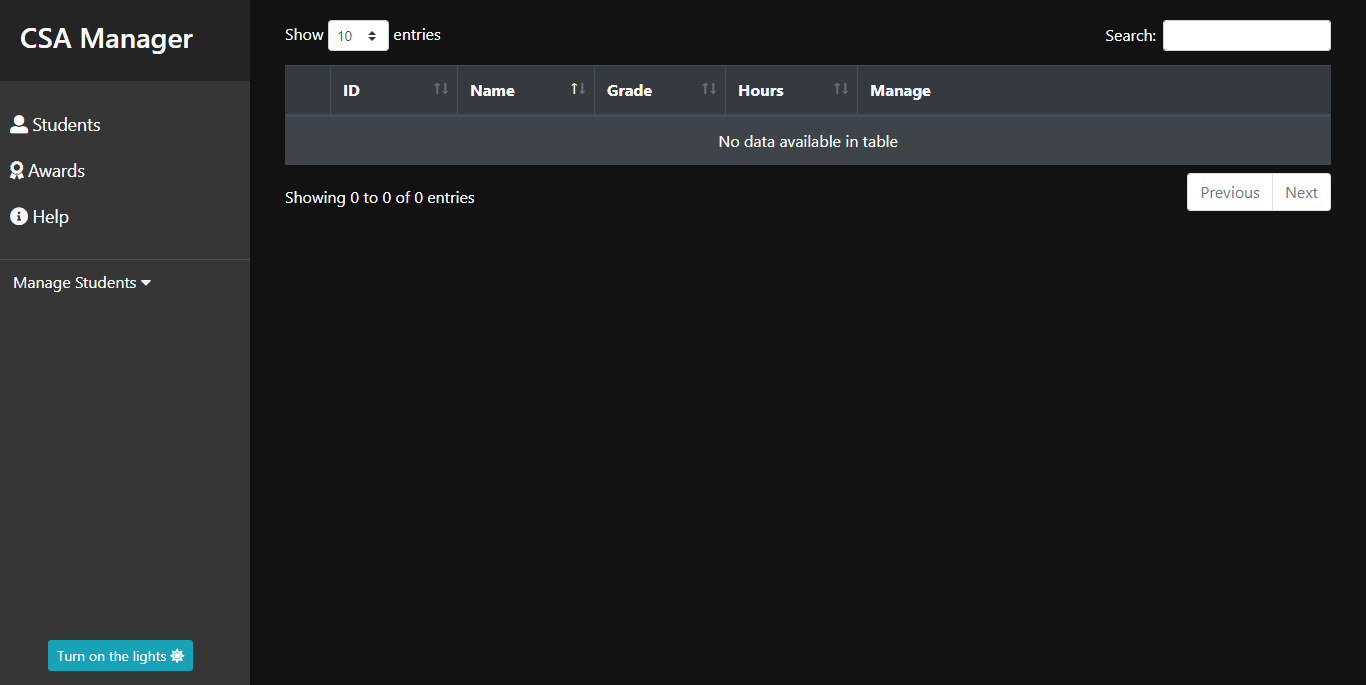 CSA Manager
Students
Awards
Help
Manage Students
Turn on the lights
Show 10 entries
Search:
ID Name Grade Hours Manage
No data available in table
Showing 0 to 0 of 0 entries
Previous Next